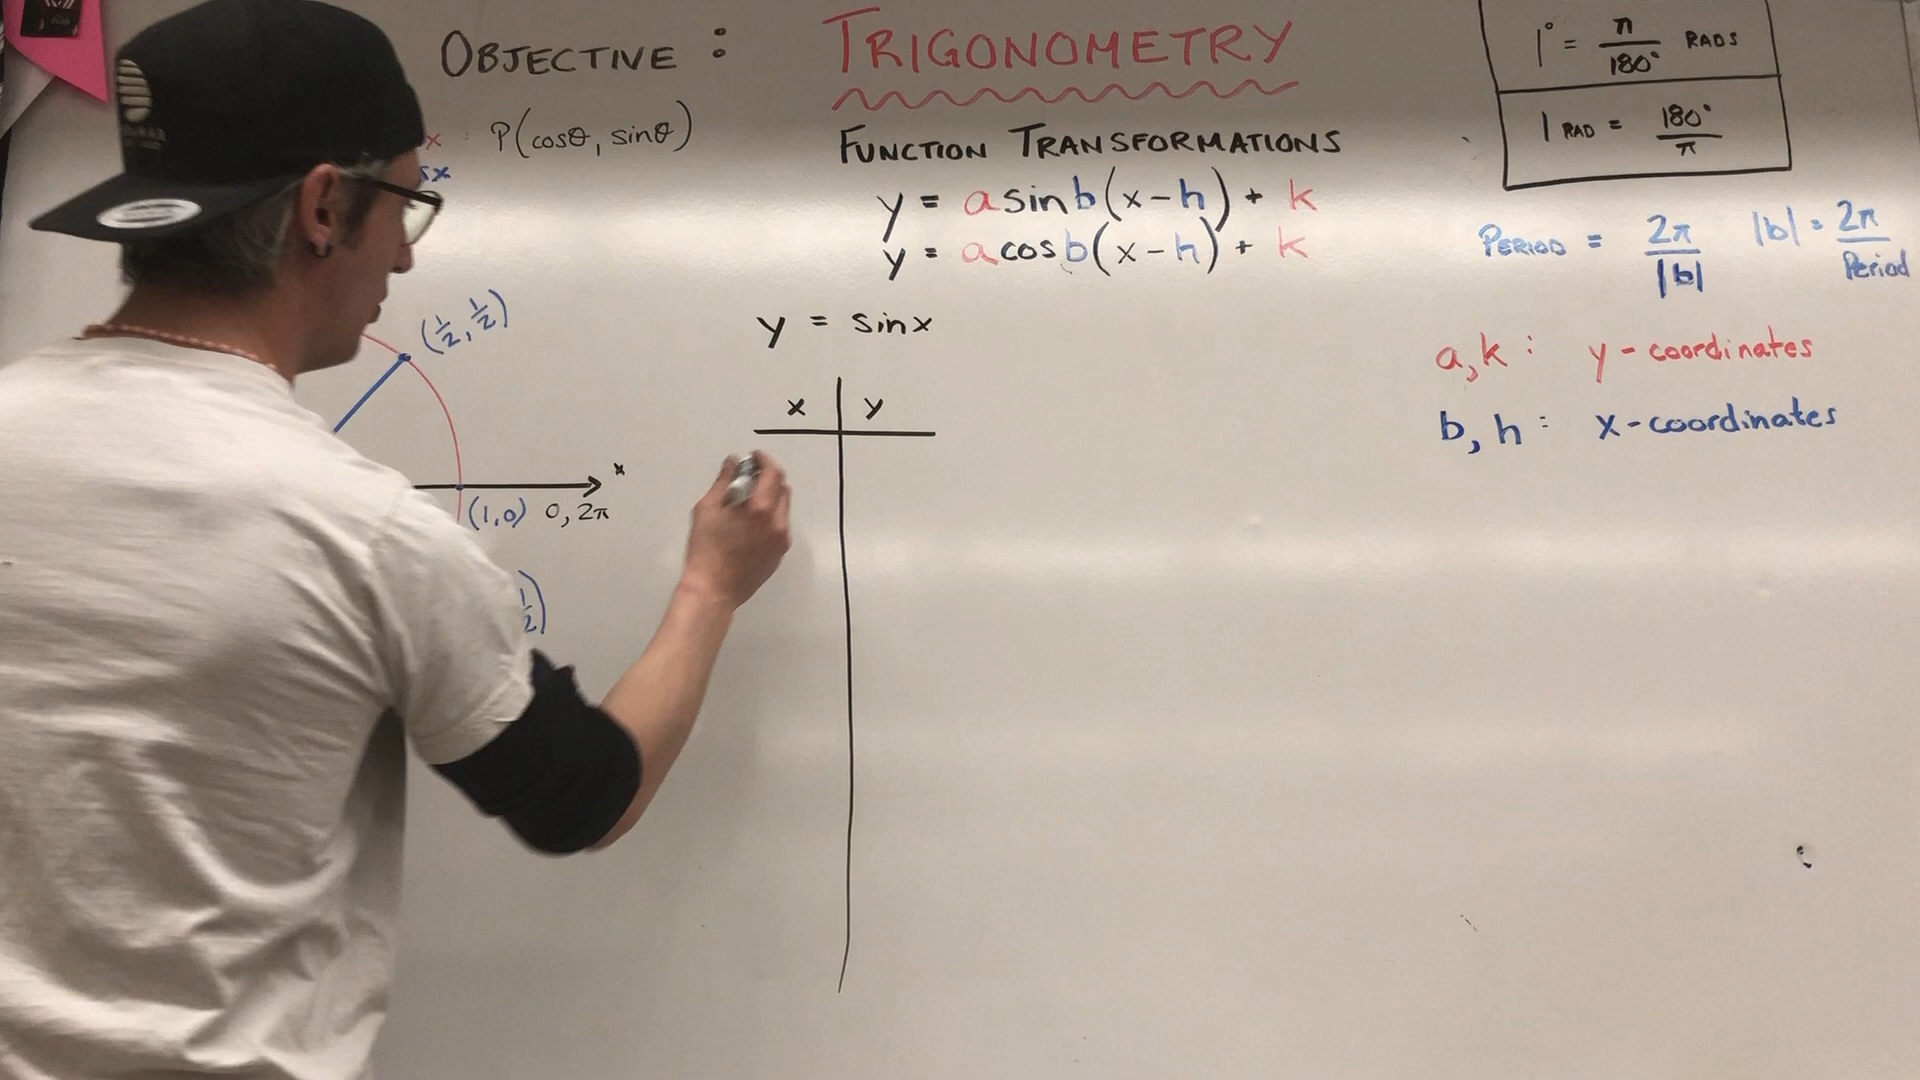 OBJECTIVE :
TRIGONOMETRY
x : P(cosθ, sinθ)
FUNCTION TRANSFORMATIONS
y = a sin b(x-h) + k
y = a cos b(x-h) + k
1° = π/180° RADS
1 RAD = 180°/π
PERIOD = 2π/|b|
|b| = 2π/Period
a, k : y-coordinates
b, h : x-coordinates
(1/2, 1/2)
x
(1,0) 0, 2π
y = sinx
x y